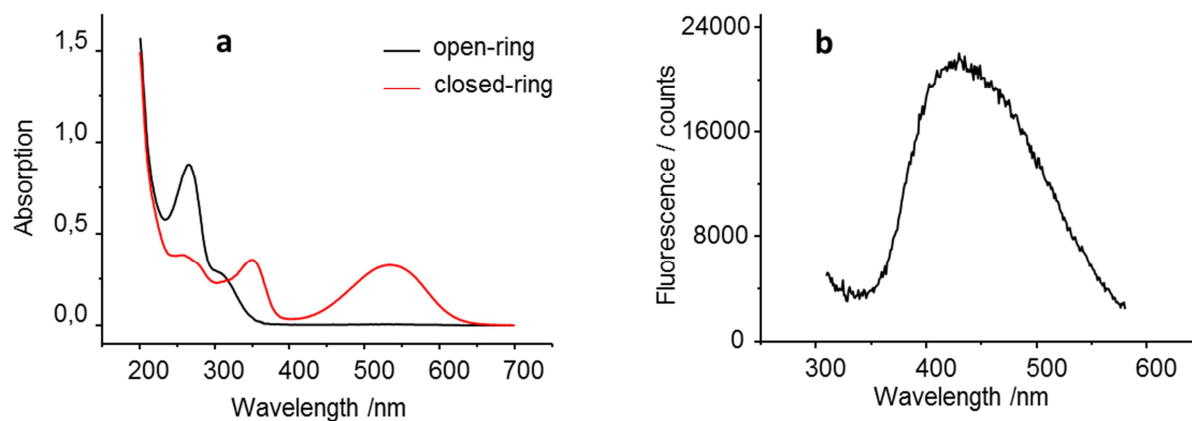 a
open-ring
closed-ring
1,5
1,0
0,5
0,0
Absorption
200 300 400 500 600 700
Wavelength /nm
b
24000
16000
8000
0
Fluorescence / counts
300 400 500 600
Wavelength /nm